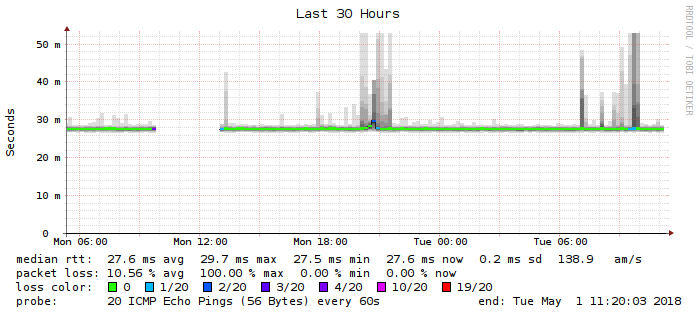 Last 30 Hours
RRDTOOL / TOBI OETIKER
Seconds
50 m
40 m
30 m
20 m
10 m
0
Mon 06:00 Mon 12:00 Mon 18:00 Tue 00:00 Tue 06:00
median rtt: 27.6 ms avg 29.7 ms max 27.5 ms min 27.6 ms now 0.2 ms sd 138.9 am/s
packet loss: 10.56 % avg 100.00 % max 0.00 % min 0.00 % now
loss color: 0 1/20 2/20 3/20 4/20 10/20 19/20
probe: 20 ICMP Echo Pings (56 Bytes) every 60s end: Tue May 1 11:20:03 2018